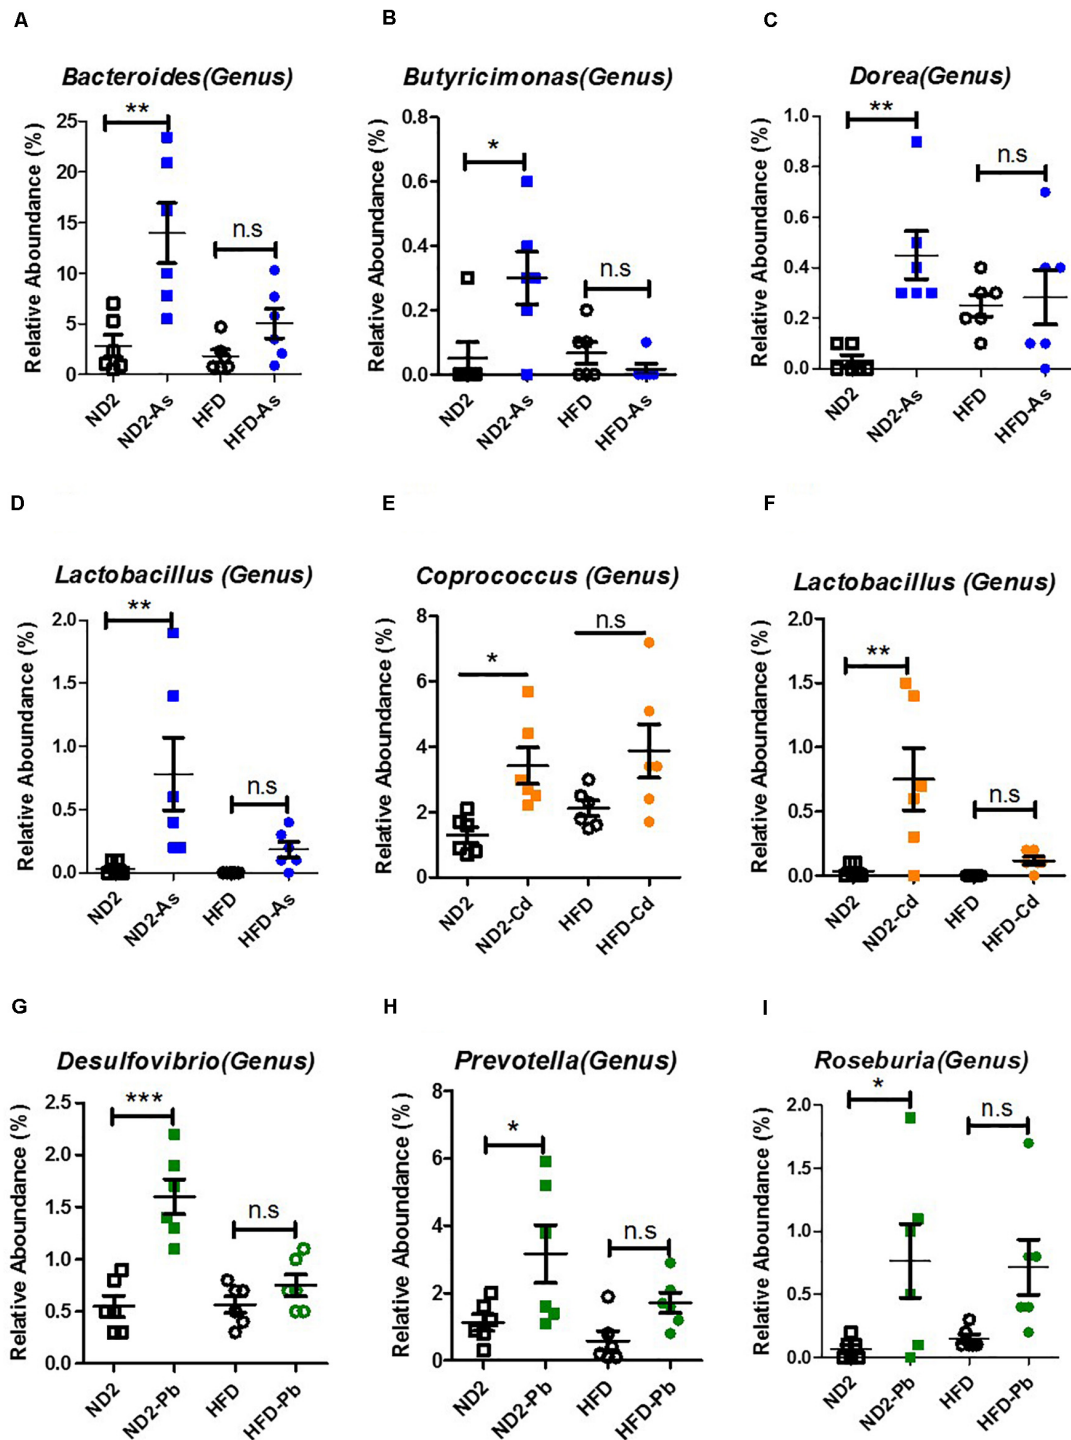 A
Bacteroides(Genus)
Relative Aboundance (%)
25
20
15
10
5
0
**
n.s
ND2
ND2-As
HFD
HFD-As
B
Butyricimonas(Genus)
Relative Aboundance (%)
0.8
0.6
0.4
0.2
0.0
*
n.s
ND2
ND2-As
HFD
HFD-As
C
Dorea(Genus)
Relative Aboundance (%)
1.0
0.8
0.6
0.4
0.2
0.0
**
n.s
ND2
ND2-As
HFD
HFD-As
D
Lactobacillus (Genus)
Relative Aboundance (%)
2.0
1.5
1.0
0.5
0.0
**
n.s
ND2
ND2-As
HFD
HFD-As
E
Coprococcus (Genus)
Relative Aboundance (%)
8
6
4
2
0
*
n.s
ND2
ND2-Cd
HFD
HFD-Cd
F
Lactobacillus (Genus)
Relative Aboundance (%)
2.0
1.5
1.0
0.5
0.0
**
n.s
ND2
ND2-Cd
HFD
HFD-Cd
G
Desulfovibrio(Genus)
Relative Aboundance (%)
2.5
2.0
1.5
1.0
0.5
0.0
***
n.s
ND2
ND2-Pb
HFD
HFD-Pb
H
Prevotella(Genus)
Relative Aboundance (%)
8
6
4
2
0
*
n.s
ND2
ND2-Pb
HFD
HFD-Pb
I
Roseburia(Genus)
Relative Aboundance (%)
2.0
1.5
1.0
0.5
0.0
*
n.s
ND2
ND2-Pb
HFD
HFD-Pb